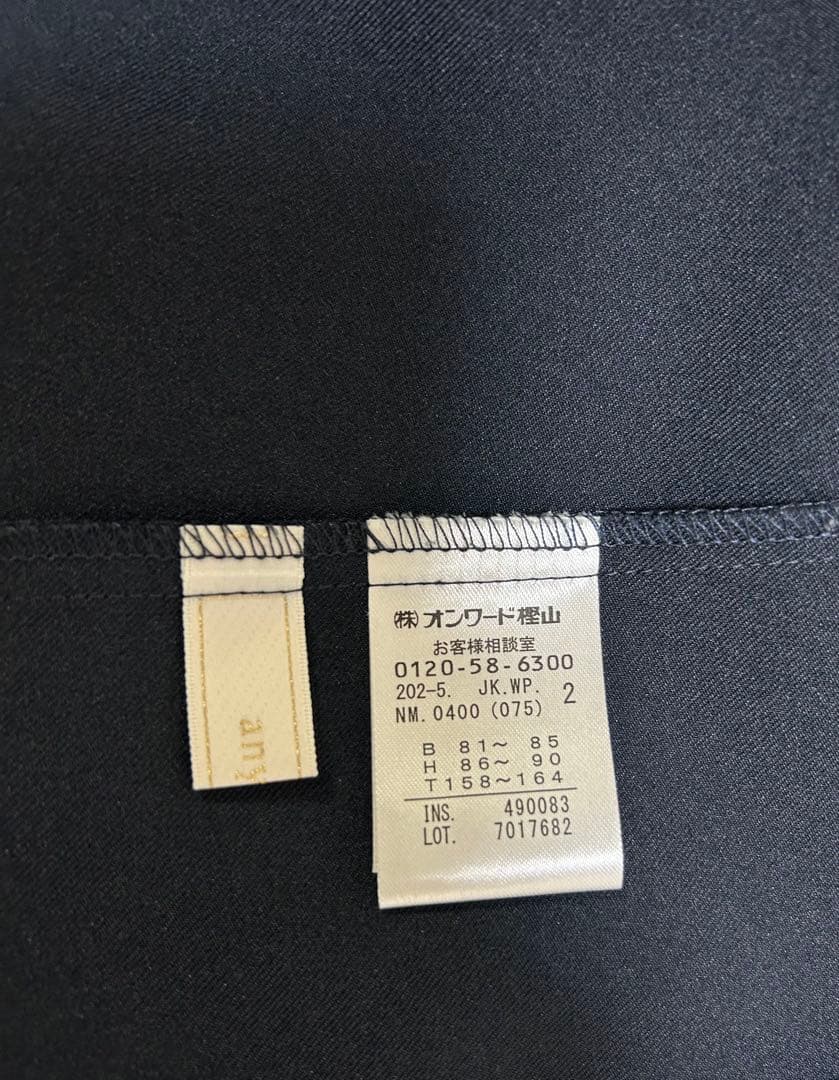 ㈱オンワード樫山
お客様相談室
0120-58-6300
202-5. JK.WP. 2
NM. 0400 (075)
B 81～ 85
H 86～ 90
T158～164
INS. 490083
LOT. 7017682